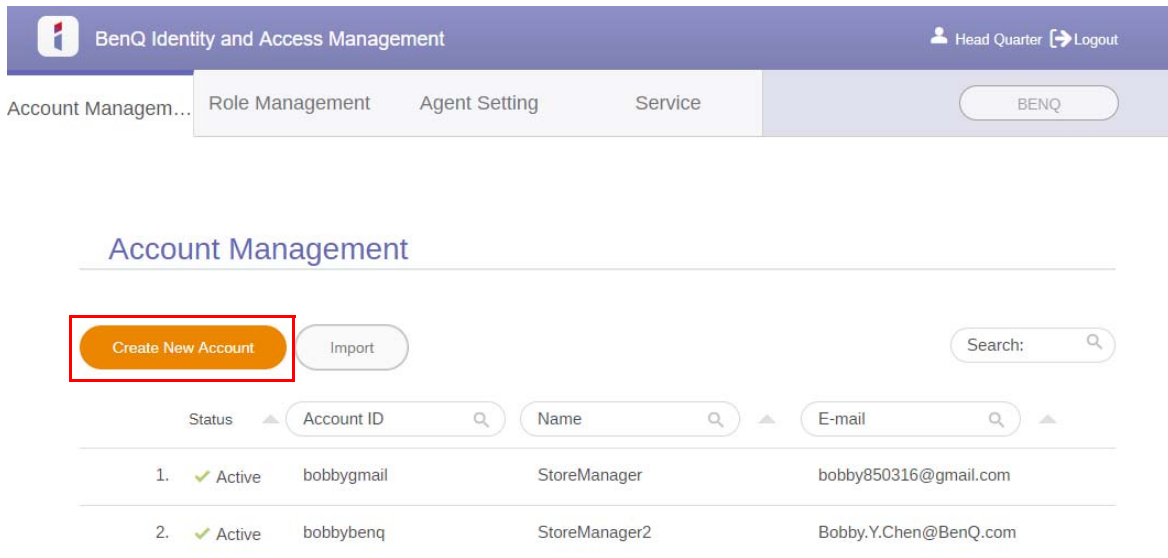 BenQ Identity and Access Management Head Quarter Logout
Account Managem... Role Management Agent Setting Service BENQ
Account Management
Create New Account Import Search:
Status Account ID Name E-mail
1. Active bobbygmail StoreManager bobby850316@gmail.com
2. Active bobbybenq StoreManager2 Bobby.Y.Chen@BenQ.com